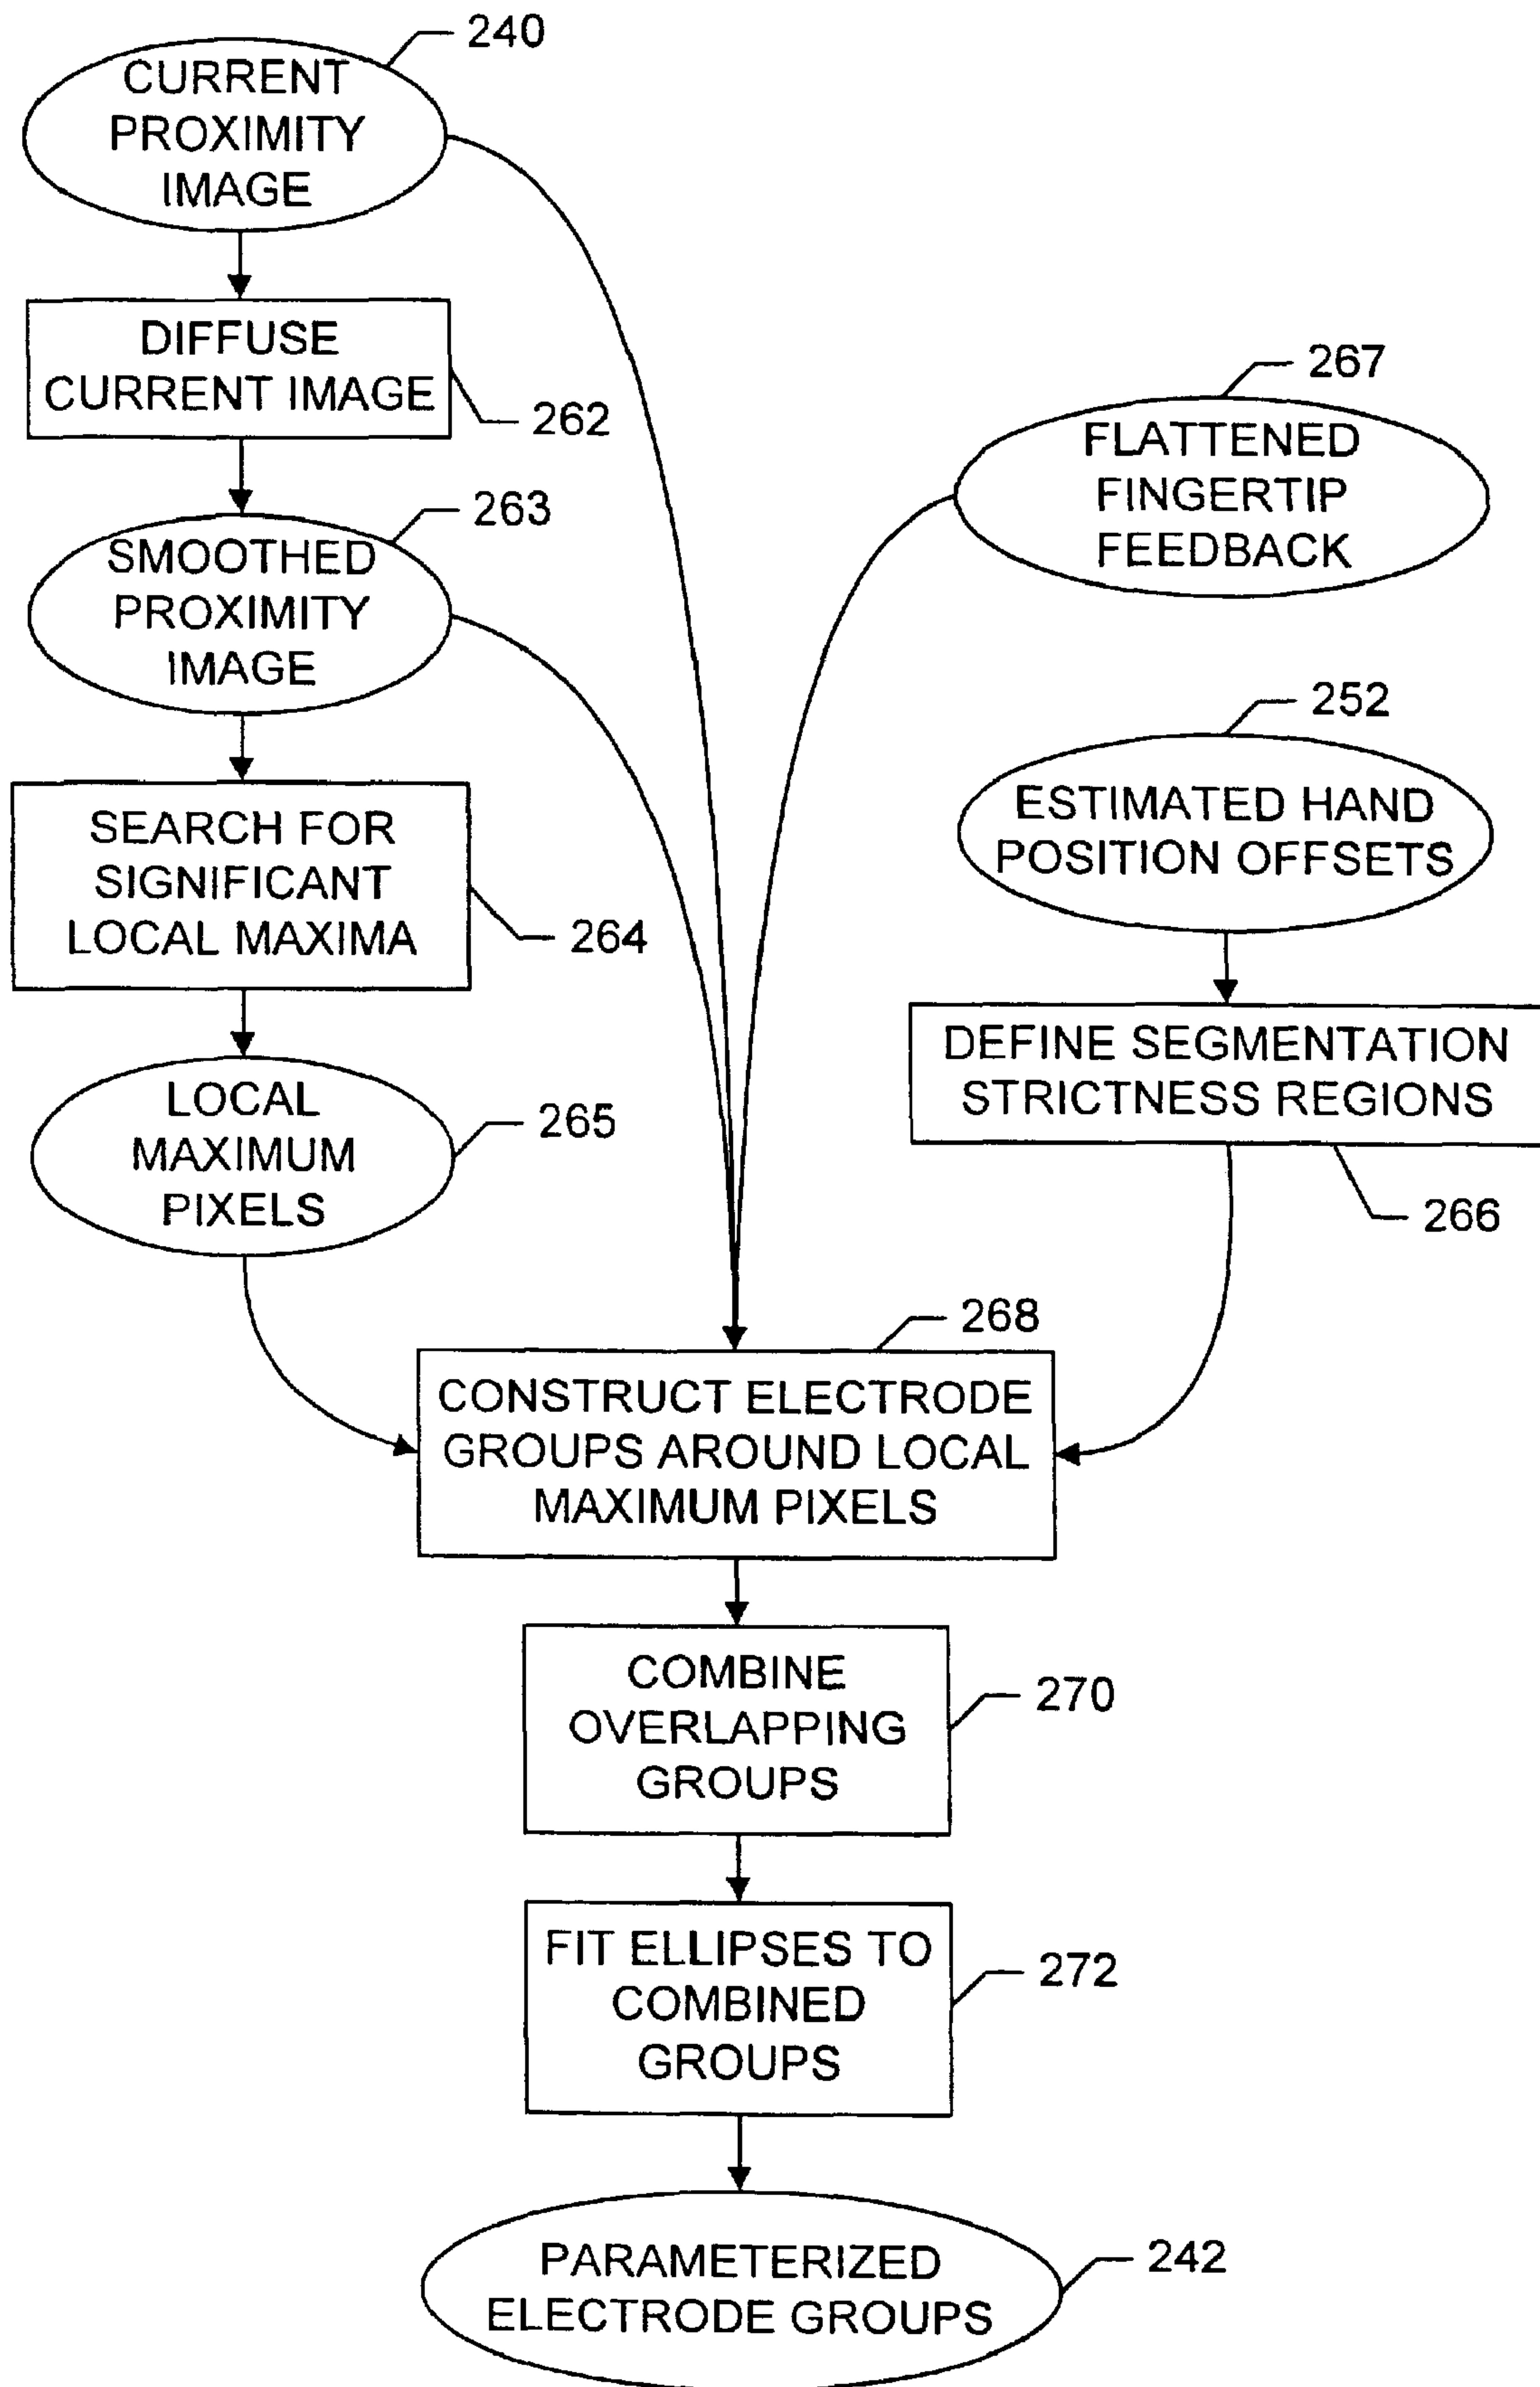 240
CURRENT
PROXIMITY
IMAGE
DIFFUSE
CURRENT IMAGE
262
263
SMOOTHED
PROXIMITY
IMAGE
SEARCH FOR
SIGNIFICANT
LOCAL MAXIMA
264
LOCAL
MAXIMUM
PIXELS
265
267
FLATTENED
FINGERTIP
FEEDBACK
252
ESTIMATED HAND
POSITION OFFSETS
DEFINE SEGMENTATION
STRICTNESS REGIONS
266
268
CONSTRUCT ELECTRODE
GROUPS AROUND LOCAL
MAXIMUM PIXELS
COMBINE
OVERLAPPING
GROUPS
270
FIT ELLIPSES TO
COMBINED
GROUPS
272
PARAMETERIZED
ELECTRODE GROUPS
242